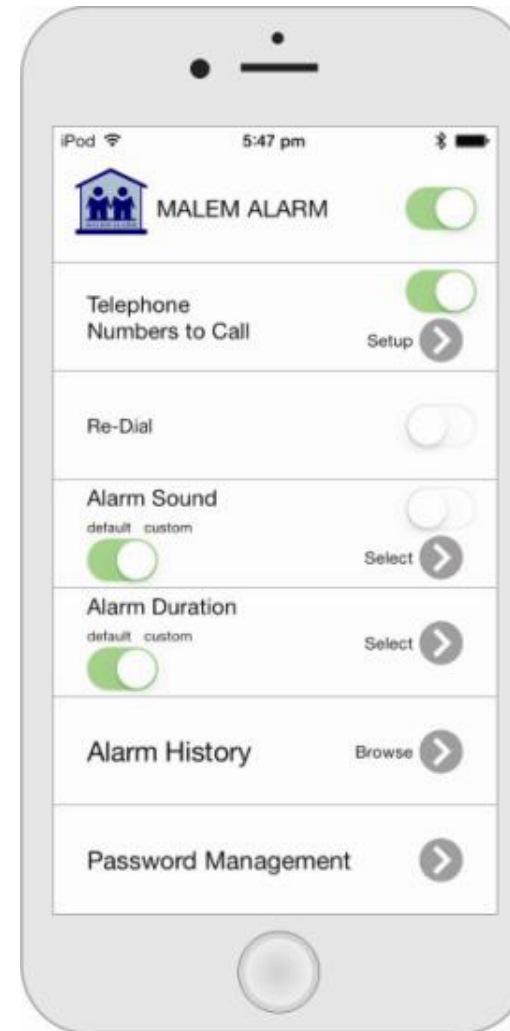 iPod 5:47 pm
MALEM ALARM
Telephone
Numbers to Call
Setup
Re-Dial
Alarm Sound
default custom
Select
Alarm Duration
default custom
Select
Alarm History
Browse
Password Management